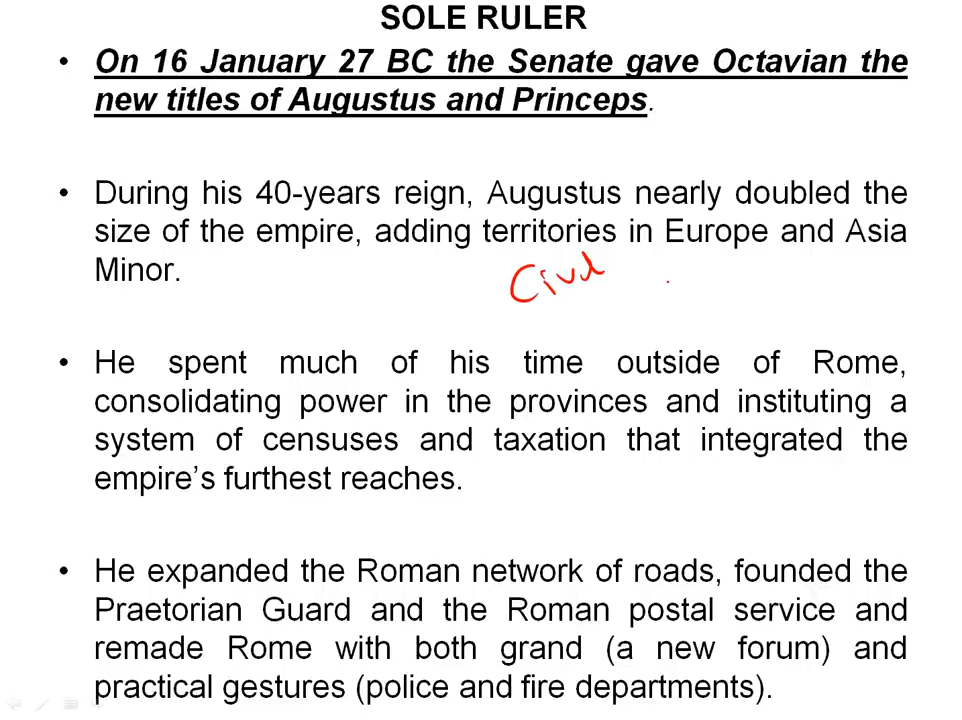 SOLE RULER
• On 16 January 27 BC the Senate gave Octavian the
new titles of Augustus and Princeps.
• During his 40-years reign, Augustus nearly doubled the
size of the empire, adding territories in Europe and Asia
Minor.
Civil
• He spent much of his time outside of Rome,
consolidating power in the provinces and instituting a
system of censuses and taxation that integrated the
empire’s furthest reaches.
• He expanded the Roman network of roads, founded the
Praetorian Guard and the Roman postal service and
remade Rome with both grand (a new forum) and
practical gestures (police and fire departments).